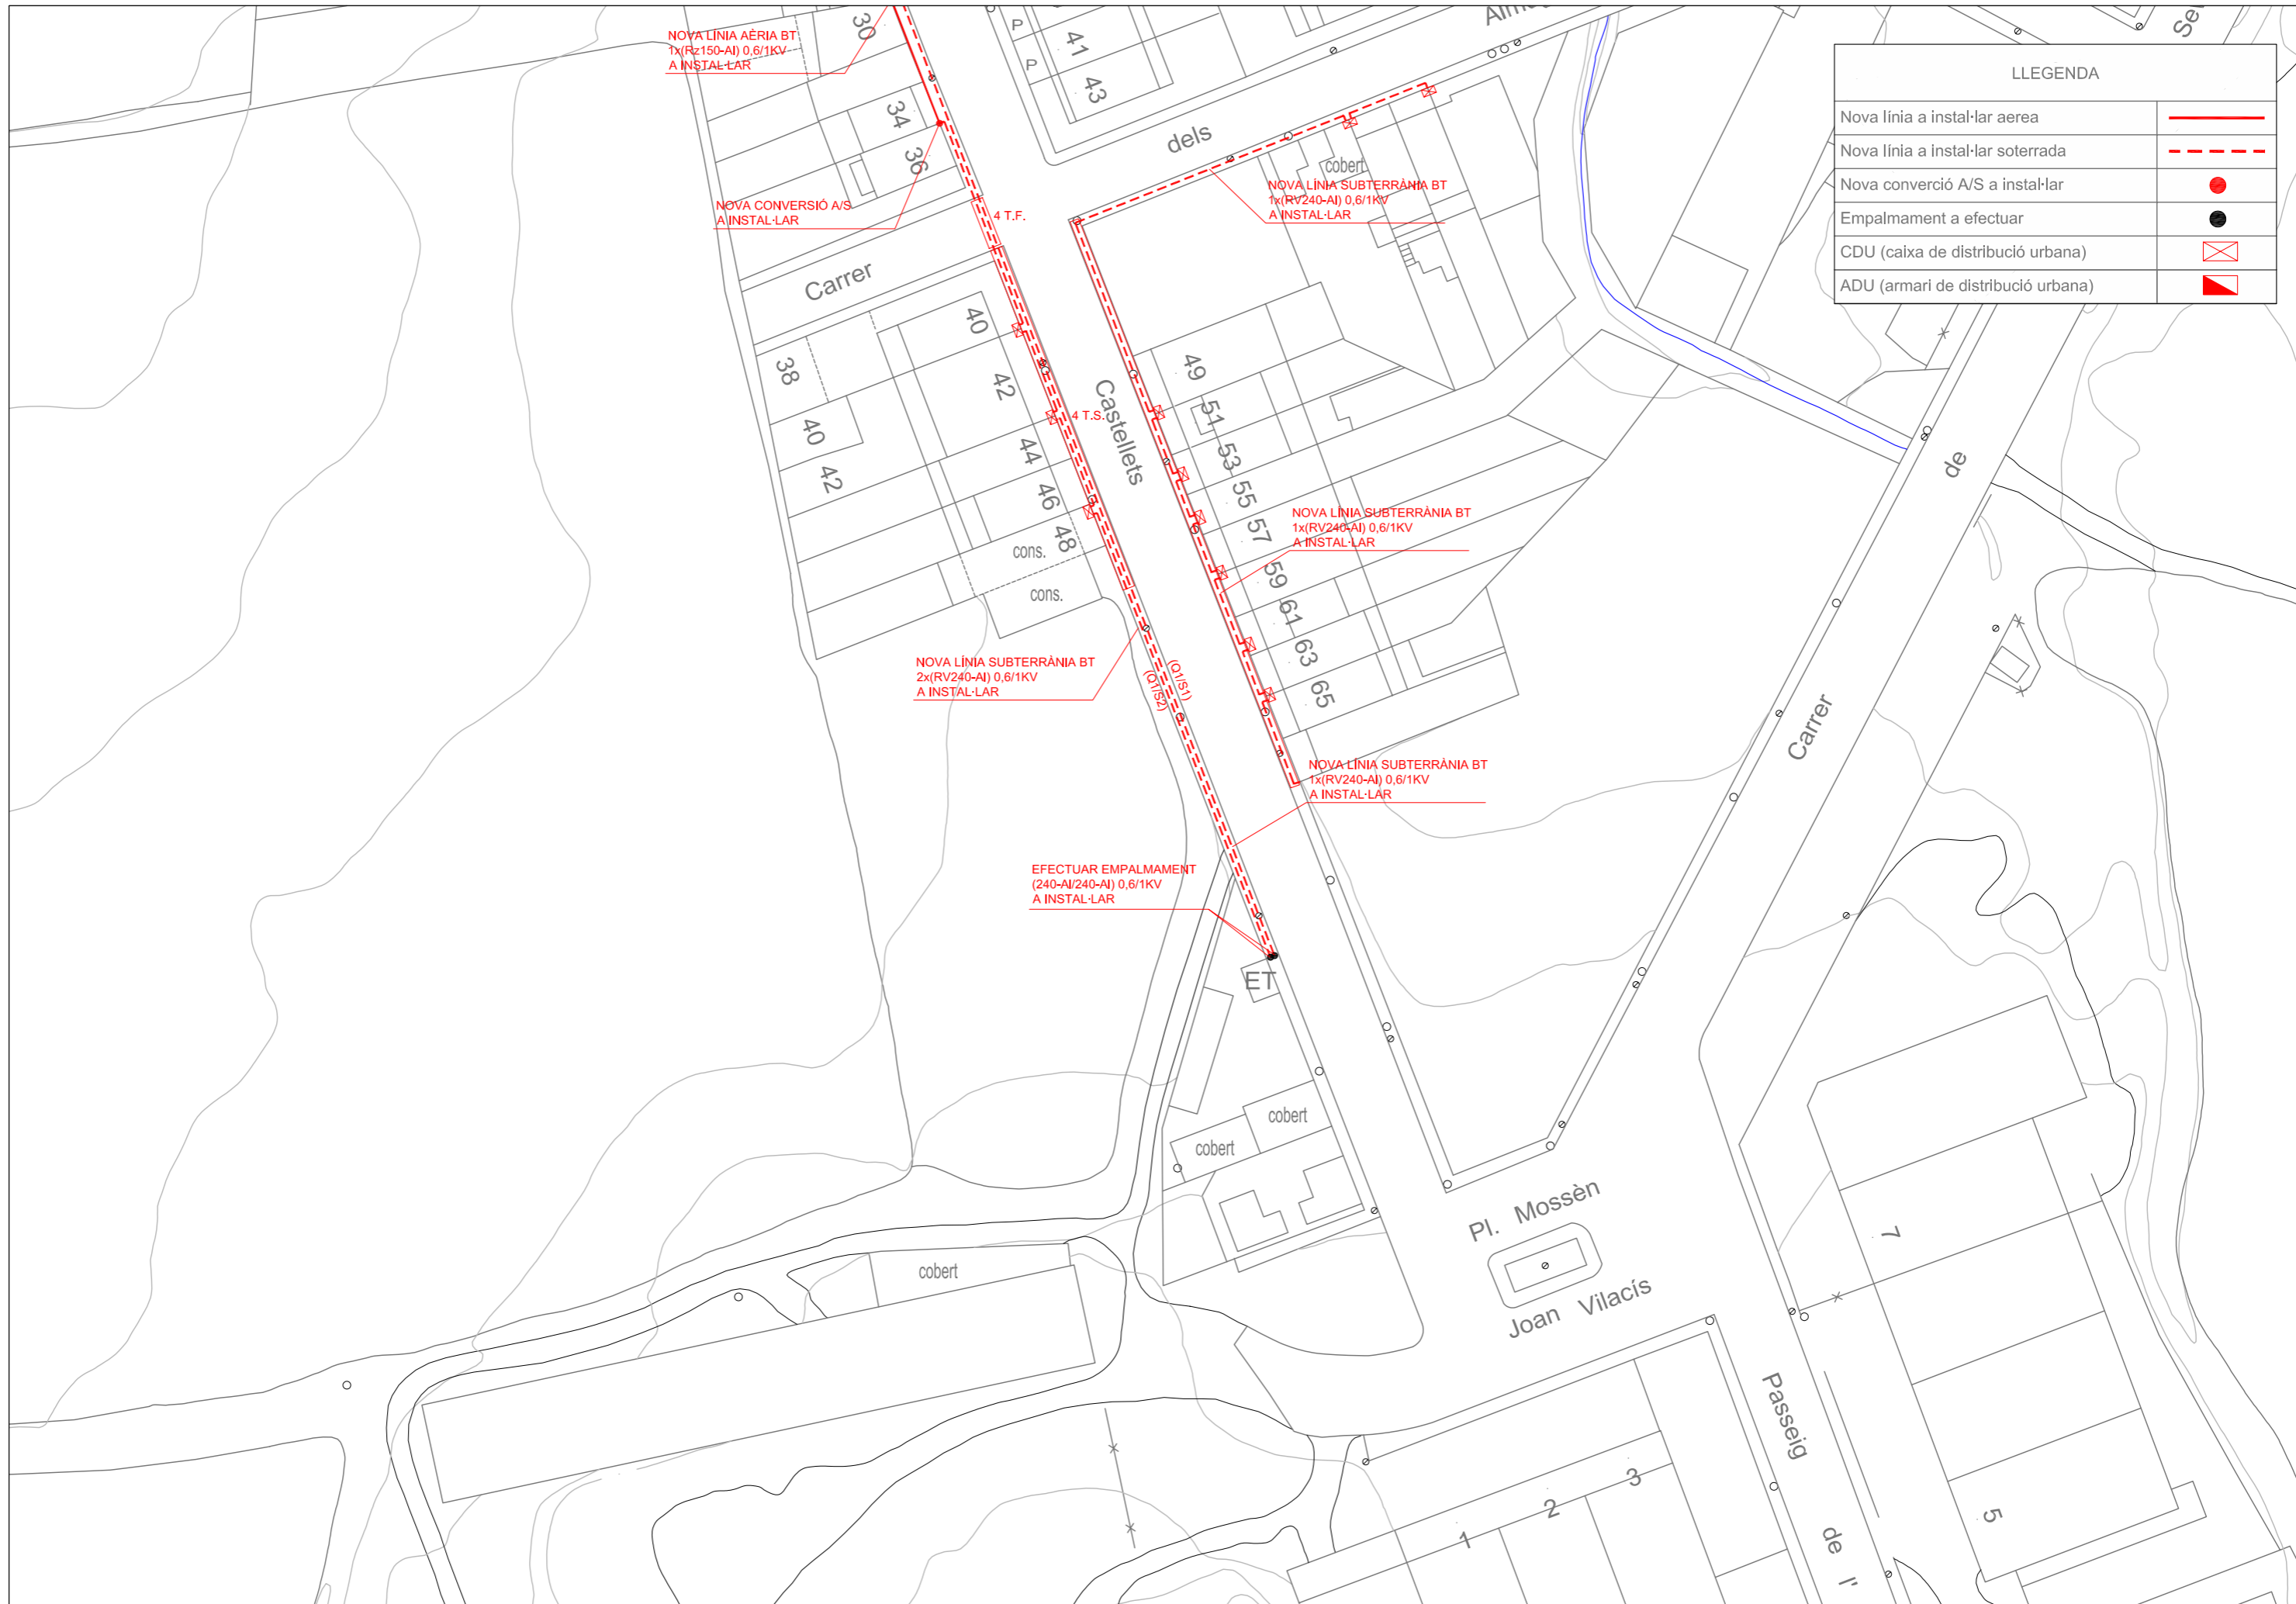 NOVA LÍNIA AÈRIA BT
1x(Rz150-Al) 0,6/1KV
A INSTAL·LAR
30
P
P
41
43
34
36
dels
LLEGENDA
Nova línia a instal·lar aerea
Nova línia a instal·lar soterrada
Nova converció A/S a instal·lar
Empalmament a efectuar
CDU (caixa de distribució urbana)
ADU (armari de distribució urbana)
cobert
NOVA LÍNIA SUBTERRÀNIA BT
1x(RV240-Al) 0,6/1KV
A INSTAL·LAR
NOVA CONVERSIÓ A/S
A INSTAL·LAR
4 T.F.
Carrer
40
38
42
49
Castellets
4 T.S.
51
40
44
53
42
46
55
48
57
cons.
cons.
NOVA LÍNIA SUBTERRÀNIA BT
1x(RV240-Al) 0,6/1KV
A INSTAL·LAR
59
61
63
65
de
Carrer
NOVA LÍNIA SUBTERRÀNIA BT
2x(RV240-Al) 0,6/1KV
A INSTAL·LAR
(Q1/S1)
(Q1/S2)
NOVA LÍNIA SUBTERRÀNIA BT
1x(RV240-Al) 0,6/1KV
A INSTAL·LAR
EFECTUAR EMPALMAMENT
(240-Al/240-Al) 0,6/1KV
A INSTAL·LAR
ET
cobert
cobert
cobert
Pl. Mossèn
Joan Vilacís
7
Passeig
de
l'
1
2
3
5